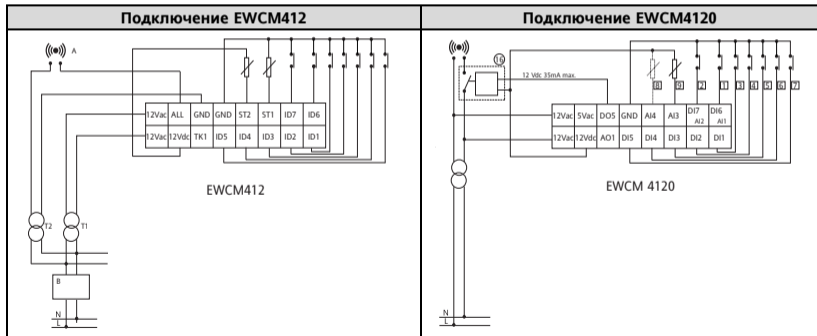 Подключение EWCM412
Подключение EWCM4120
A
12Vac ALL GND GND ST2 ST1 ID7 ID6
12Vac 12Vdc TK1 ID5 ID4 ID3 ID2 ID1
EWCM412
T2 T1
B
N
L
16
12 Vdc 35mA max.
8 9 2 1 3 4 5 6 7
12Vac 5Vac DO5 GND AI4 AI3 DI7 AI2 DI6 AI1
12Vac 12Vdc AO1 DI5 DI4 DI3 DI2 DI1
EWCM 4120
N
L